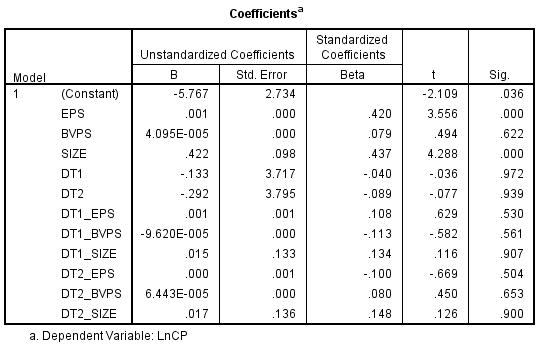 Coefficientsa
Model Unstandardized Coefficients Standardized Coefficients t Sig.
B Std. Error Beta
1 (Constant) -5.767 2.734 -2.109 .036
EPS .001 .000 .420 3.556 .000
BVPS 4.095E-005 .000 .079 .494 .622
SIZE .422 .098 .437 4.288 .000
DT1 -.133 3.717 -.040 -.036 .972
DT2 -.292 3.795 -.089 -.077 .939
DT1_EPS .001 .001 .108 .629 .530
DT1_BVPS -9.620E-005 .000 -.113 -.582 .561
DT1_SIZE .015 .133 .134 .116 .907
DT2_EPS .000 .001 -.100 -.669 .504
DT2_BVPS 6.443E-005 .000 .080 .450 .653
DT2_SIZE .017 .136 .148 .126 .900
a. Dependent Variable: LnCP